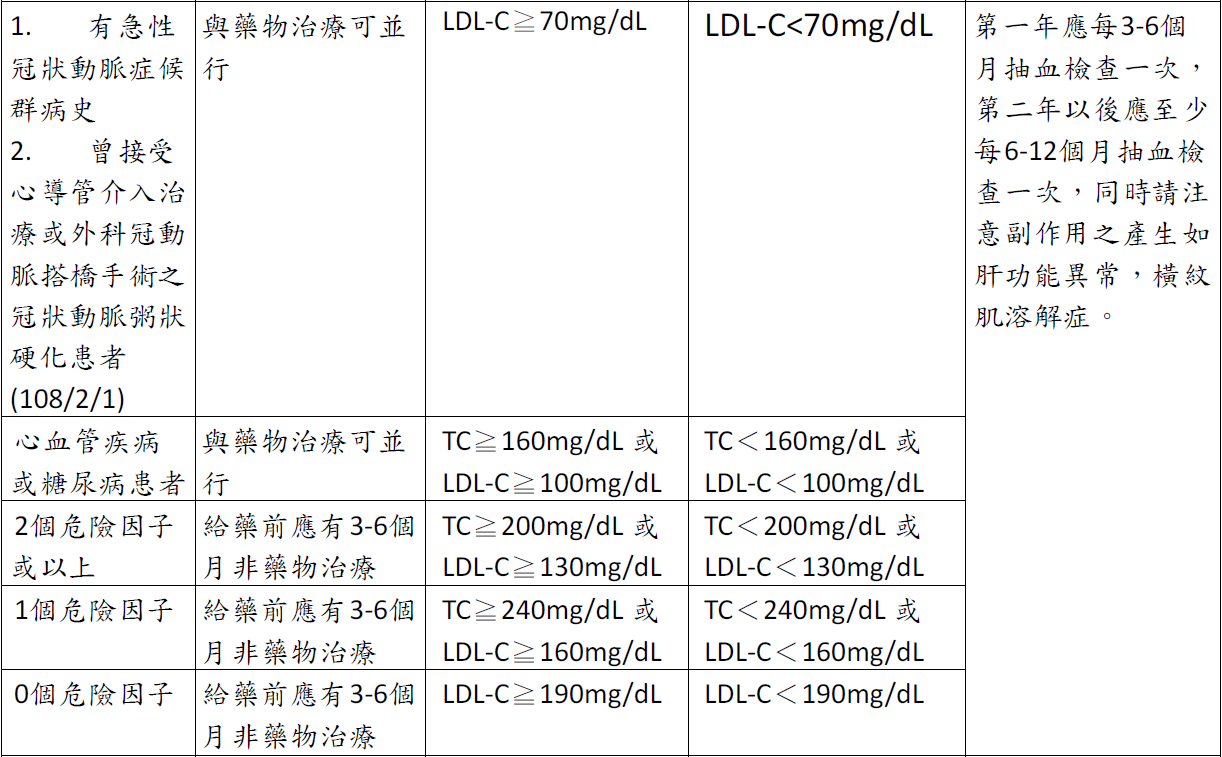 1. 有急性
冠狀動脈症候
群病史
2. 曾接受
心導管介入治
療或外科冠動
脈搭橋手術之
冠狀動脈粥狀
硬化患者
(108/2/1)
與藥物治療可並
行
LDL-C≧70mg/dL
LDL-C<70mg/dL
第一年應每3-6個
月抽血檢查一次，
第二年以後應至少
每6-12個月抽血檢
查一次，同時請注
意副作用之產生如
肝功能異常，橫紋
肌溶解症。
心血管疾病
或糖尿病患者
與藥物治療可並
行
TC≧160mg/dL 或
LDL-C≧100mg/dL
TC＜160mg/dL 或
LDL-C＜100mg/dL
2個危險因子
或以上
給藥前應有3-6個
月非藥物治療
TC≧200mg/dL 或
LDL-C≧130mg/dL
TC＜200mg/dL 或
LDL-C＜130mg/dL
1個危險因子
給藥前應有3-6個
月非藥物治療
TC≧240mg/dL 或
LDL-C≧160mg/dL
TC＜240mg/dL 或
LDL-C＜160mg/dL
0個危險因子
給藥前應有3-6個
月非藥物治療
LDL-C≧190mg/dL
LDL-C＜190mg/dL